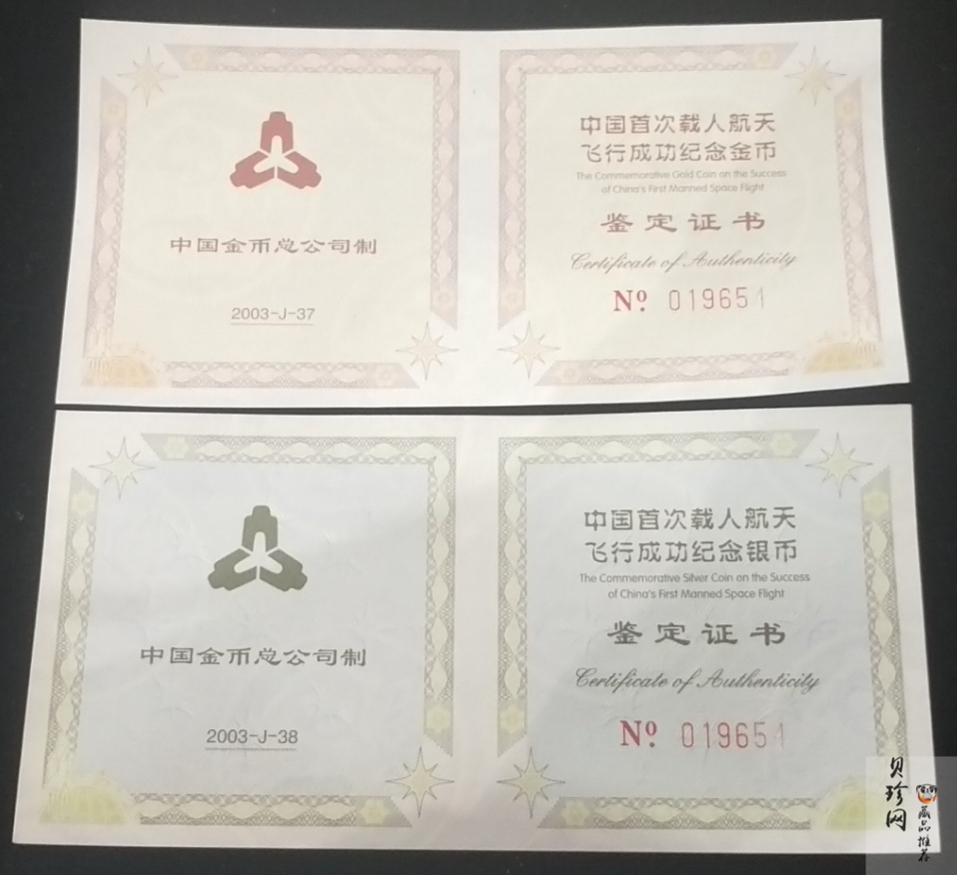 中国金币总公司制
2003-J-37
中国首次载人航天
飞行成功纪念金币
The Commemorative Gold Coin on the Success
of China's First Manned Space Flight
鉴定证书
Certificate of Authenticity
Nº 019651
中国金币总公司制
2003-J-38
中国首次载人航天
飞行成功纪念银币
The Commemorative Silver Coin on the Success
of China's First Manned Space Flight
鉴定证书
Certificate of Authenticity
Nº 019651
贝珍网
藏品推荐